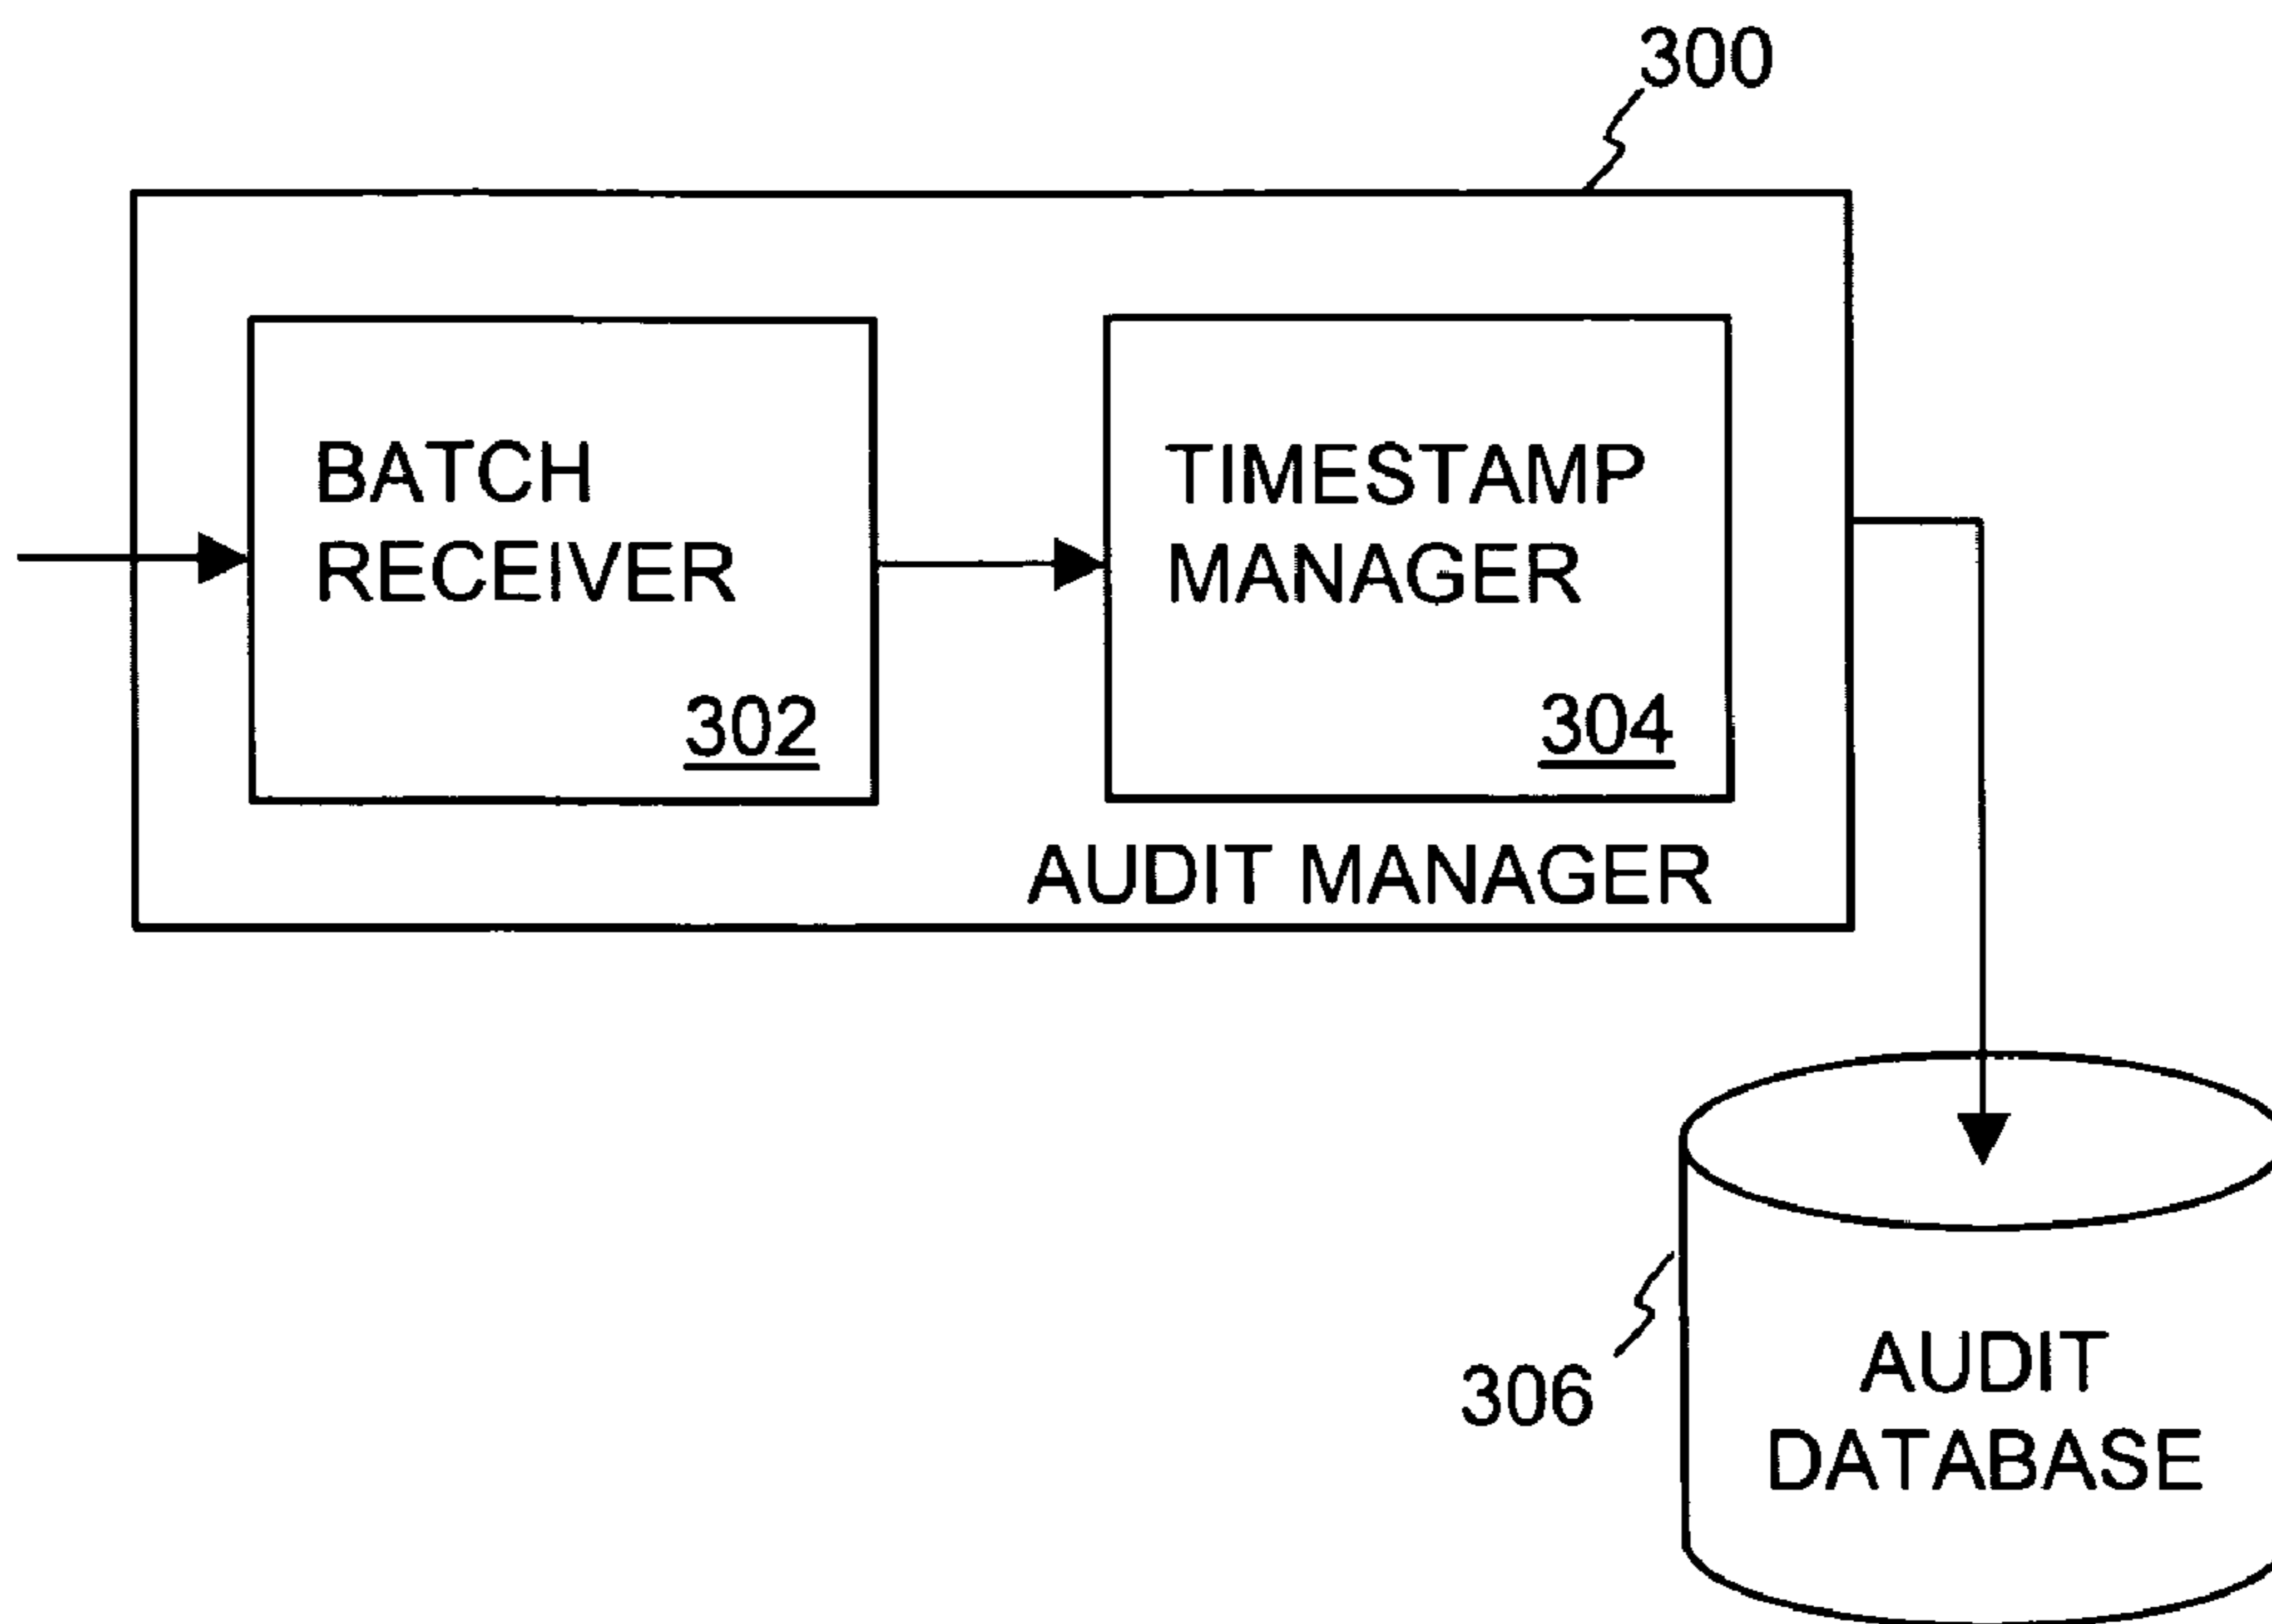 300
BATCH
RECEIVER
302
TIMESTAMP
MANAGER
304
AUDIT MANAGER
306
AUDIT
DATABASE